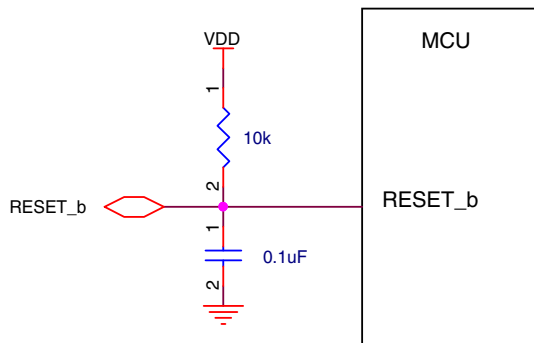 VDD
MCU
1
10k
2
RESET_b
RESET_b
1
0.1uF
2